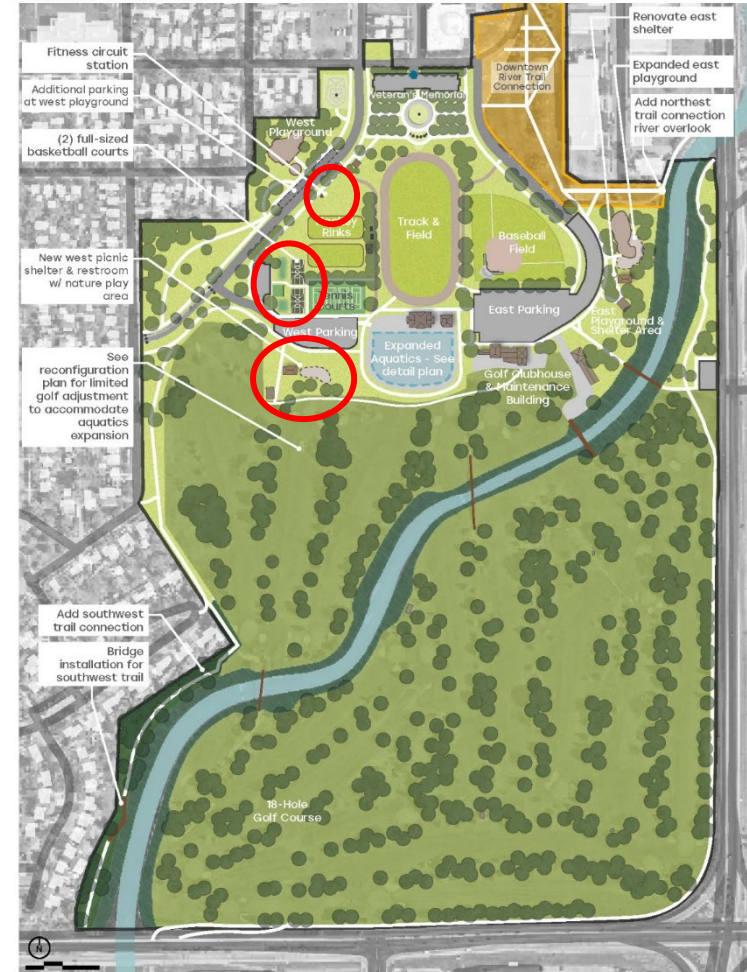 Fitness circuit
station
Additional parking
at west playground
(2) full-sized
basketball courts
New west picnic
shelter & restroom
w/ nature play
area
See
reconfiguration
plan for limited
golf adjustment
to accommodate
aquatics
expansion
Add southwest
trail connection
Bridge
installation for
southwest trail
West
Playground
Veteran's Memorial
Downtown
River Trail
Connection
Renovate east
shelter
Expanded east
playground
Add northest
trail connection
river overlook
Rinks
Track &
Field
Baseball
Field
Courts
West Parking
East Parking
East
Playground &
Shelter Area
Expanded
Aquatics - See
detail plan
Golf Clubhouse
& Maintenance
Building
18-Hole
Golf Course
N